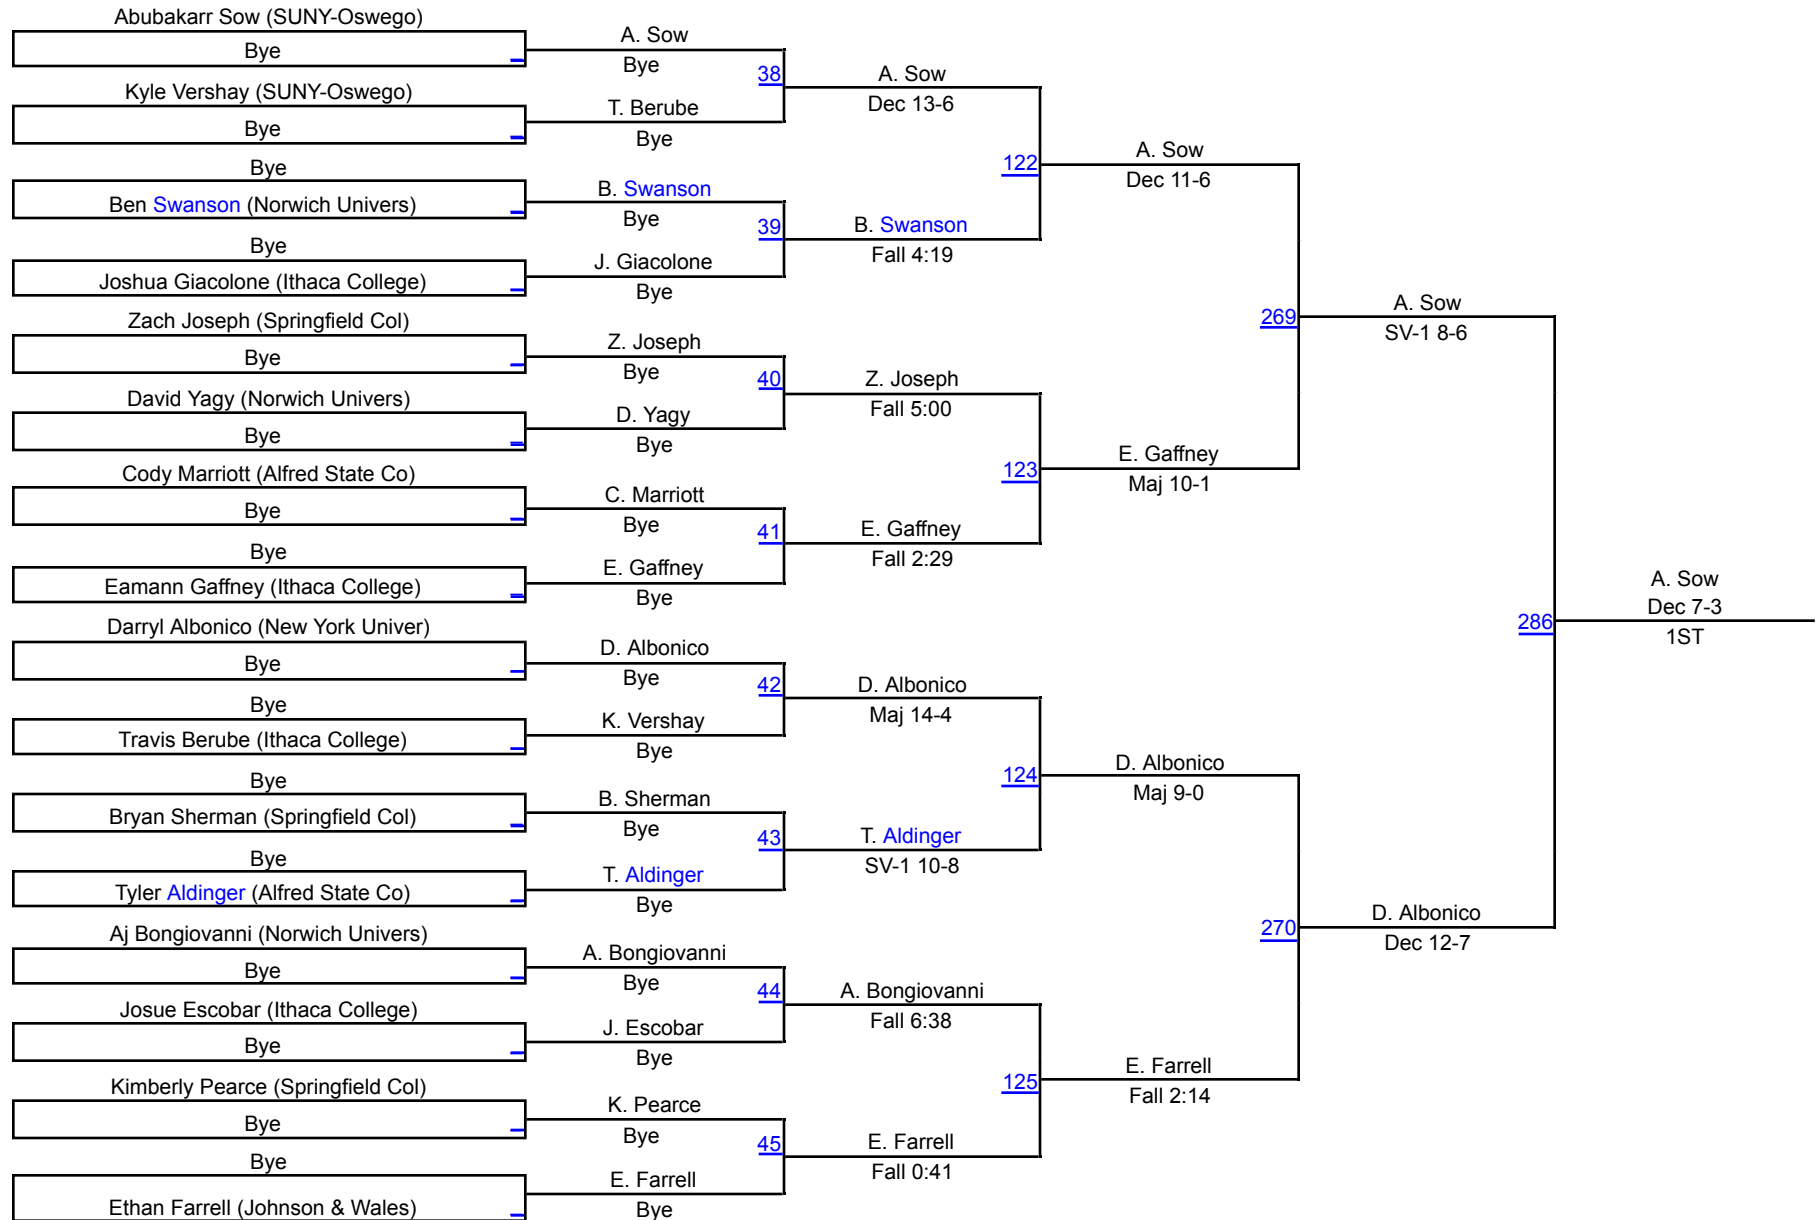 Abubakarr Sow (SUNY-Oswego)
Bye
Kyle Vershay (SUNY-Oswego)
Bye
Bye
Ben Swanson (Norwich Univers)
Bye
Joshua Giacolone (Ithaca College)
Zach Joseph (Springfield Col)
Bye
David Yagy (Norwich Univers)
Bye
Cody Marriott (Alfred State Co)
Bye
Bye
Eamann Gaffney (Ithaca College)
Darryl Albonico (New York Univer)
Bye
Bye
Travis Berube (Ithaca College)
Bye
Bryan Sherman (Springfield Col)
Bye
Tyler Aldinger (Alfred State Co)
Aj Bongiovanni (Norwich Univers)
Bye
Josue Escobar (Ithaca College)
Bye
Kimberly Pearce (Springfield Col)
Bye
Bye
Ethan Farrell (Johnson & Wales)
A. Sow
Bye
38
T. Berube
Bye
B. Swanson
Bye
39
J. Giacolone
Bye
Z. Joseph
Bye
40
D. Yagy
Bye
C. Marriott
Bye
41
E. Gaffney
Bye
D. Albonico
Bye
42
K. Vershay
Bye
B. Sherman
Bye
43
T. Aldinger
Bye
A. Bongiovanni
Bye
44
J. Escobar
Bye
K. Pearce
Bye
45
E. Farrell
Bye
A. Sow
Dec 13-6
122
B. Swanson
Fall 4:19
Z. Joseph
Fall 5:00
123
E. Gaffney
Fall 2:29
D. Albonico
Maj 14-4
124
T. Aldinger
SV-1 10-8
A. Bongiovanni
Fall 6:38
125
E. Farrell
Fall 0:41
A. Sow
Dec 11-6
269
E. Gaffney
Maj 10-1
D. Albonico
Maj 9-0
270
E. Farrell
Fall 2:14
A. Sow
SV-1 8-6
286
D. Albonico
Dec 12-7
A. Sow
Dec 7-3
1ST